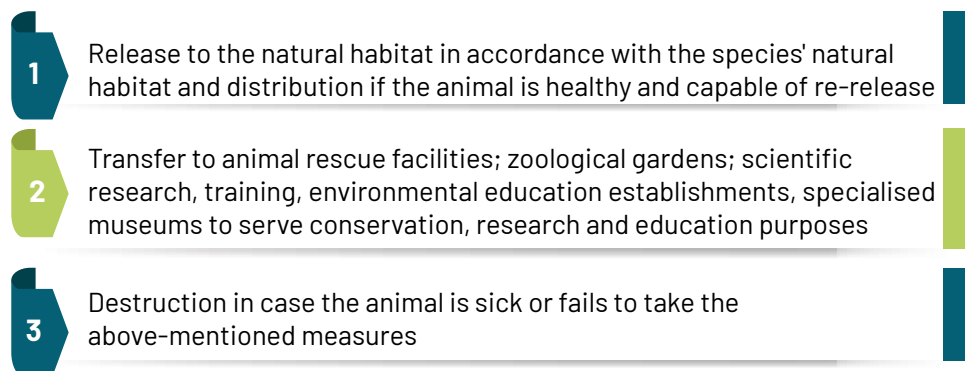 1
Release to the natural habitat in accordance with the species' natural
habitat and distribution if the animal is healthy and capable of re-release
2
Transfer to animal rescue facilities; zoological gardens; scientific
research, training, environmental education establishments, specialised
museums to serve conservation, research and education purposes
3
Destruction in case the animal is sick or fails to take the
above-mentioned measures